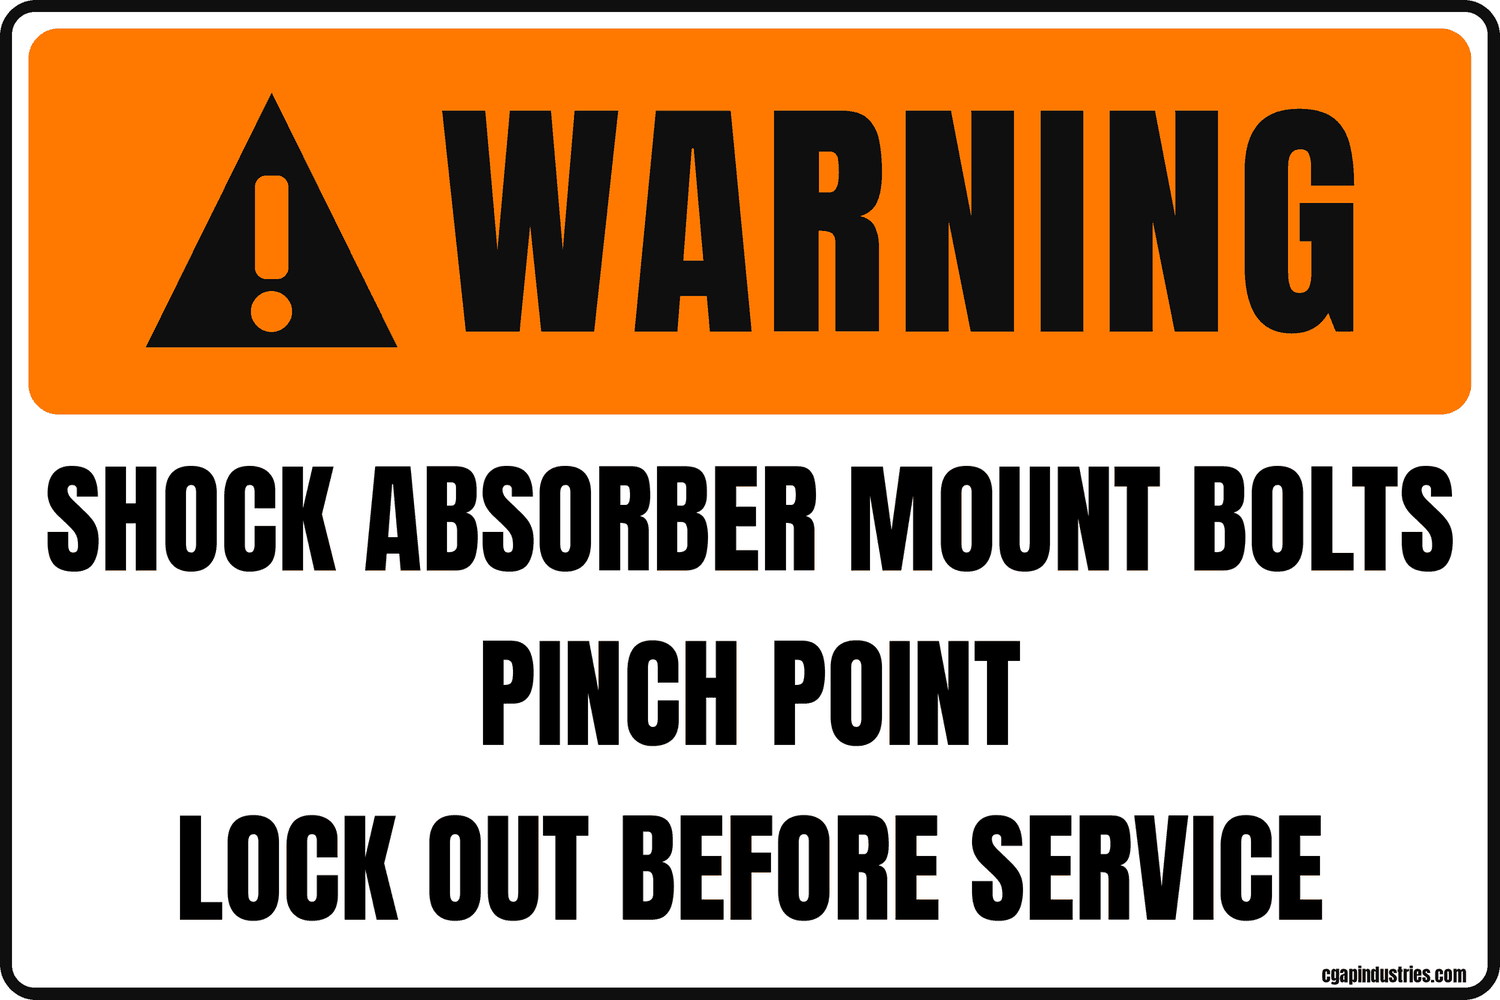 WARNING
SHOCK ABSORBER MOUNT BOLTS
PINCH POINT
LOCK OUT BEFORE SERVICE
cgapindustries.com